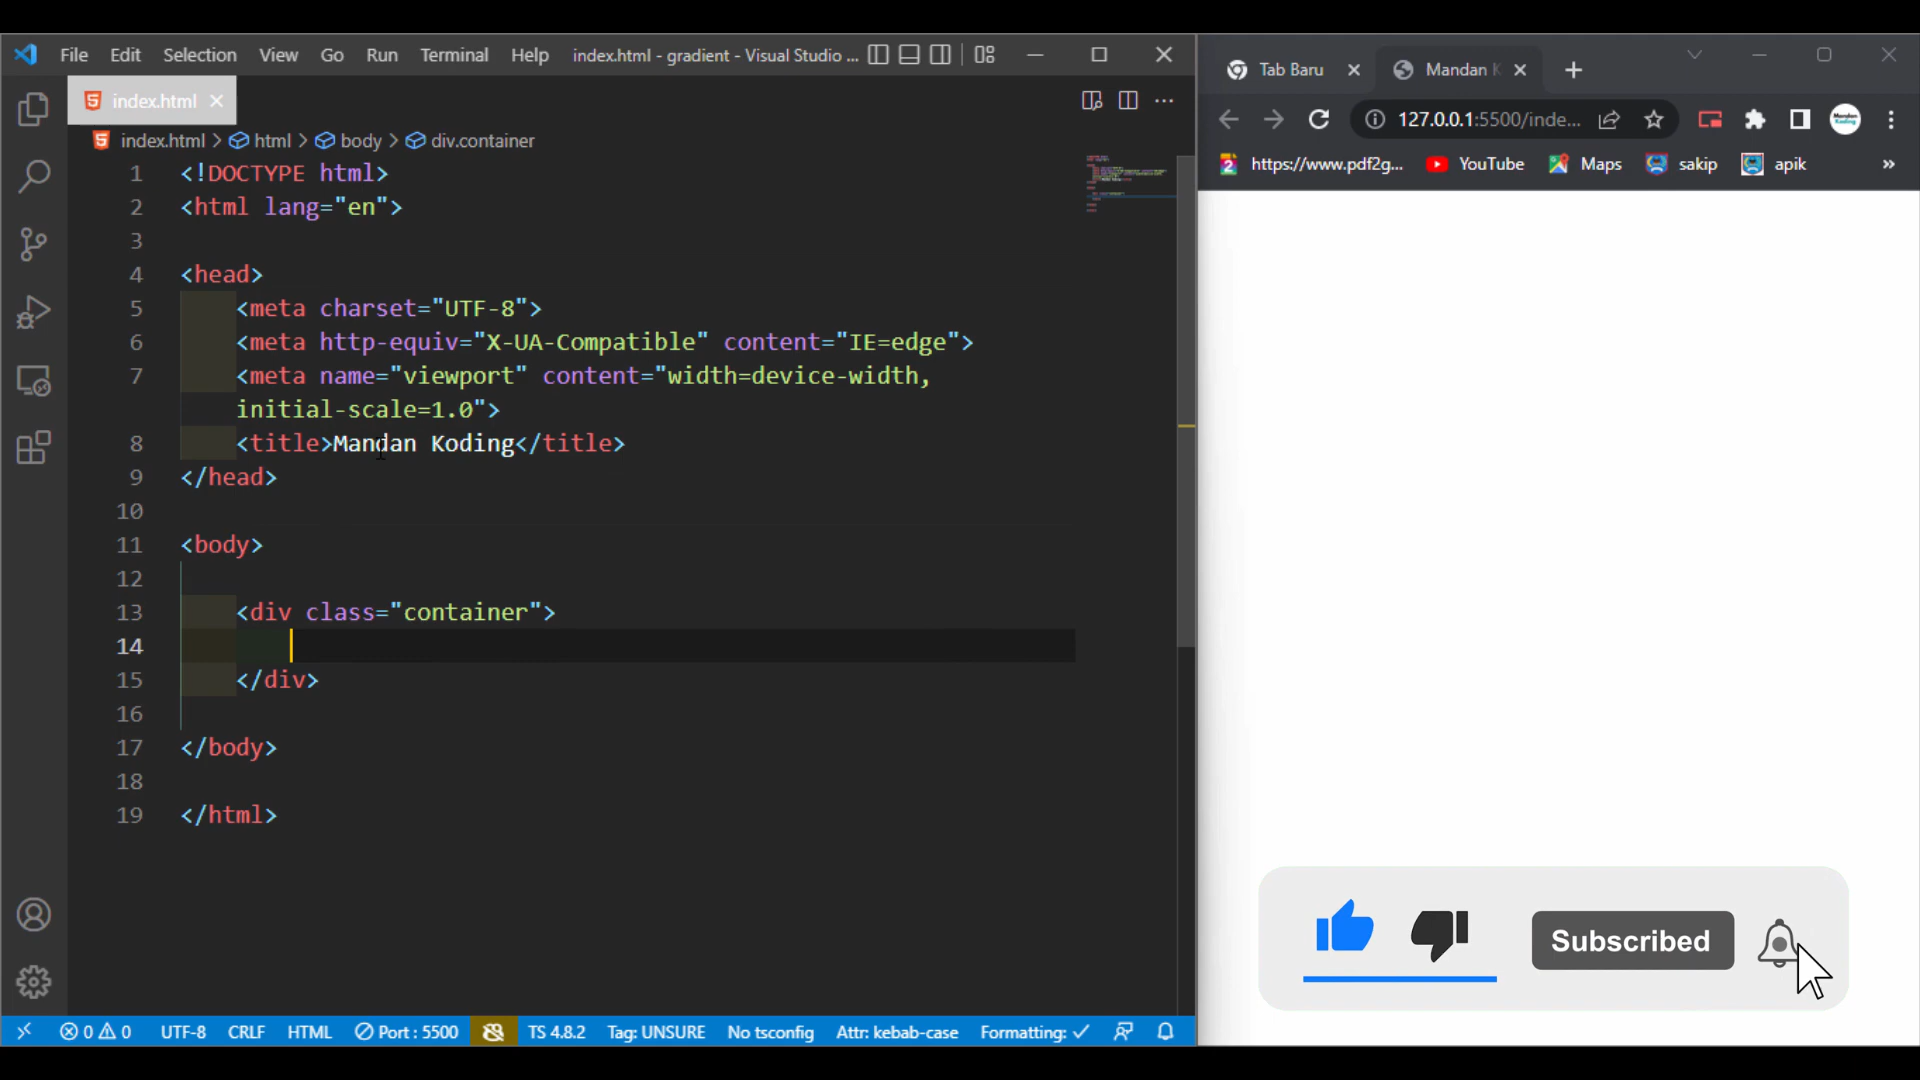 File Edit Selection View Go Run Terminal Help index.html - gradient - Visual Studio ...
index.html
index.html > html > body > div.container
1 <!DOCTYPE html>
2 <html lang="en">
3
4 <head>
5 <meta charset="UTF-8">
6 <meta http-equiv="X-UA-Compatible" content="IE=edge">
7 <meta name="viewport" content="width=device-width,
initial-scale=1.0">
8 <title>Mandan Koding</title>
9 </head>
10
11 <body>
12
13 <div class="container">
14
15 </div>
16
17 </body>
18
19 </html>
0 0 UTF-8 CRLF HTML Port : 5500 TS 4.8.2 Tag: UNSURE No tsconfig Attr: kebab-case Formatting: ✓
Tab Baru Mandan K
127.0.0.1:5500/inde...
https://www.pdf2g... YouTube Maps sakip apik »
Subscribed